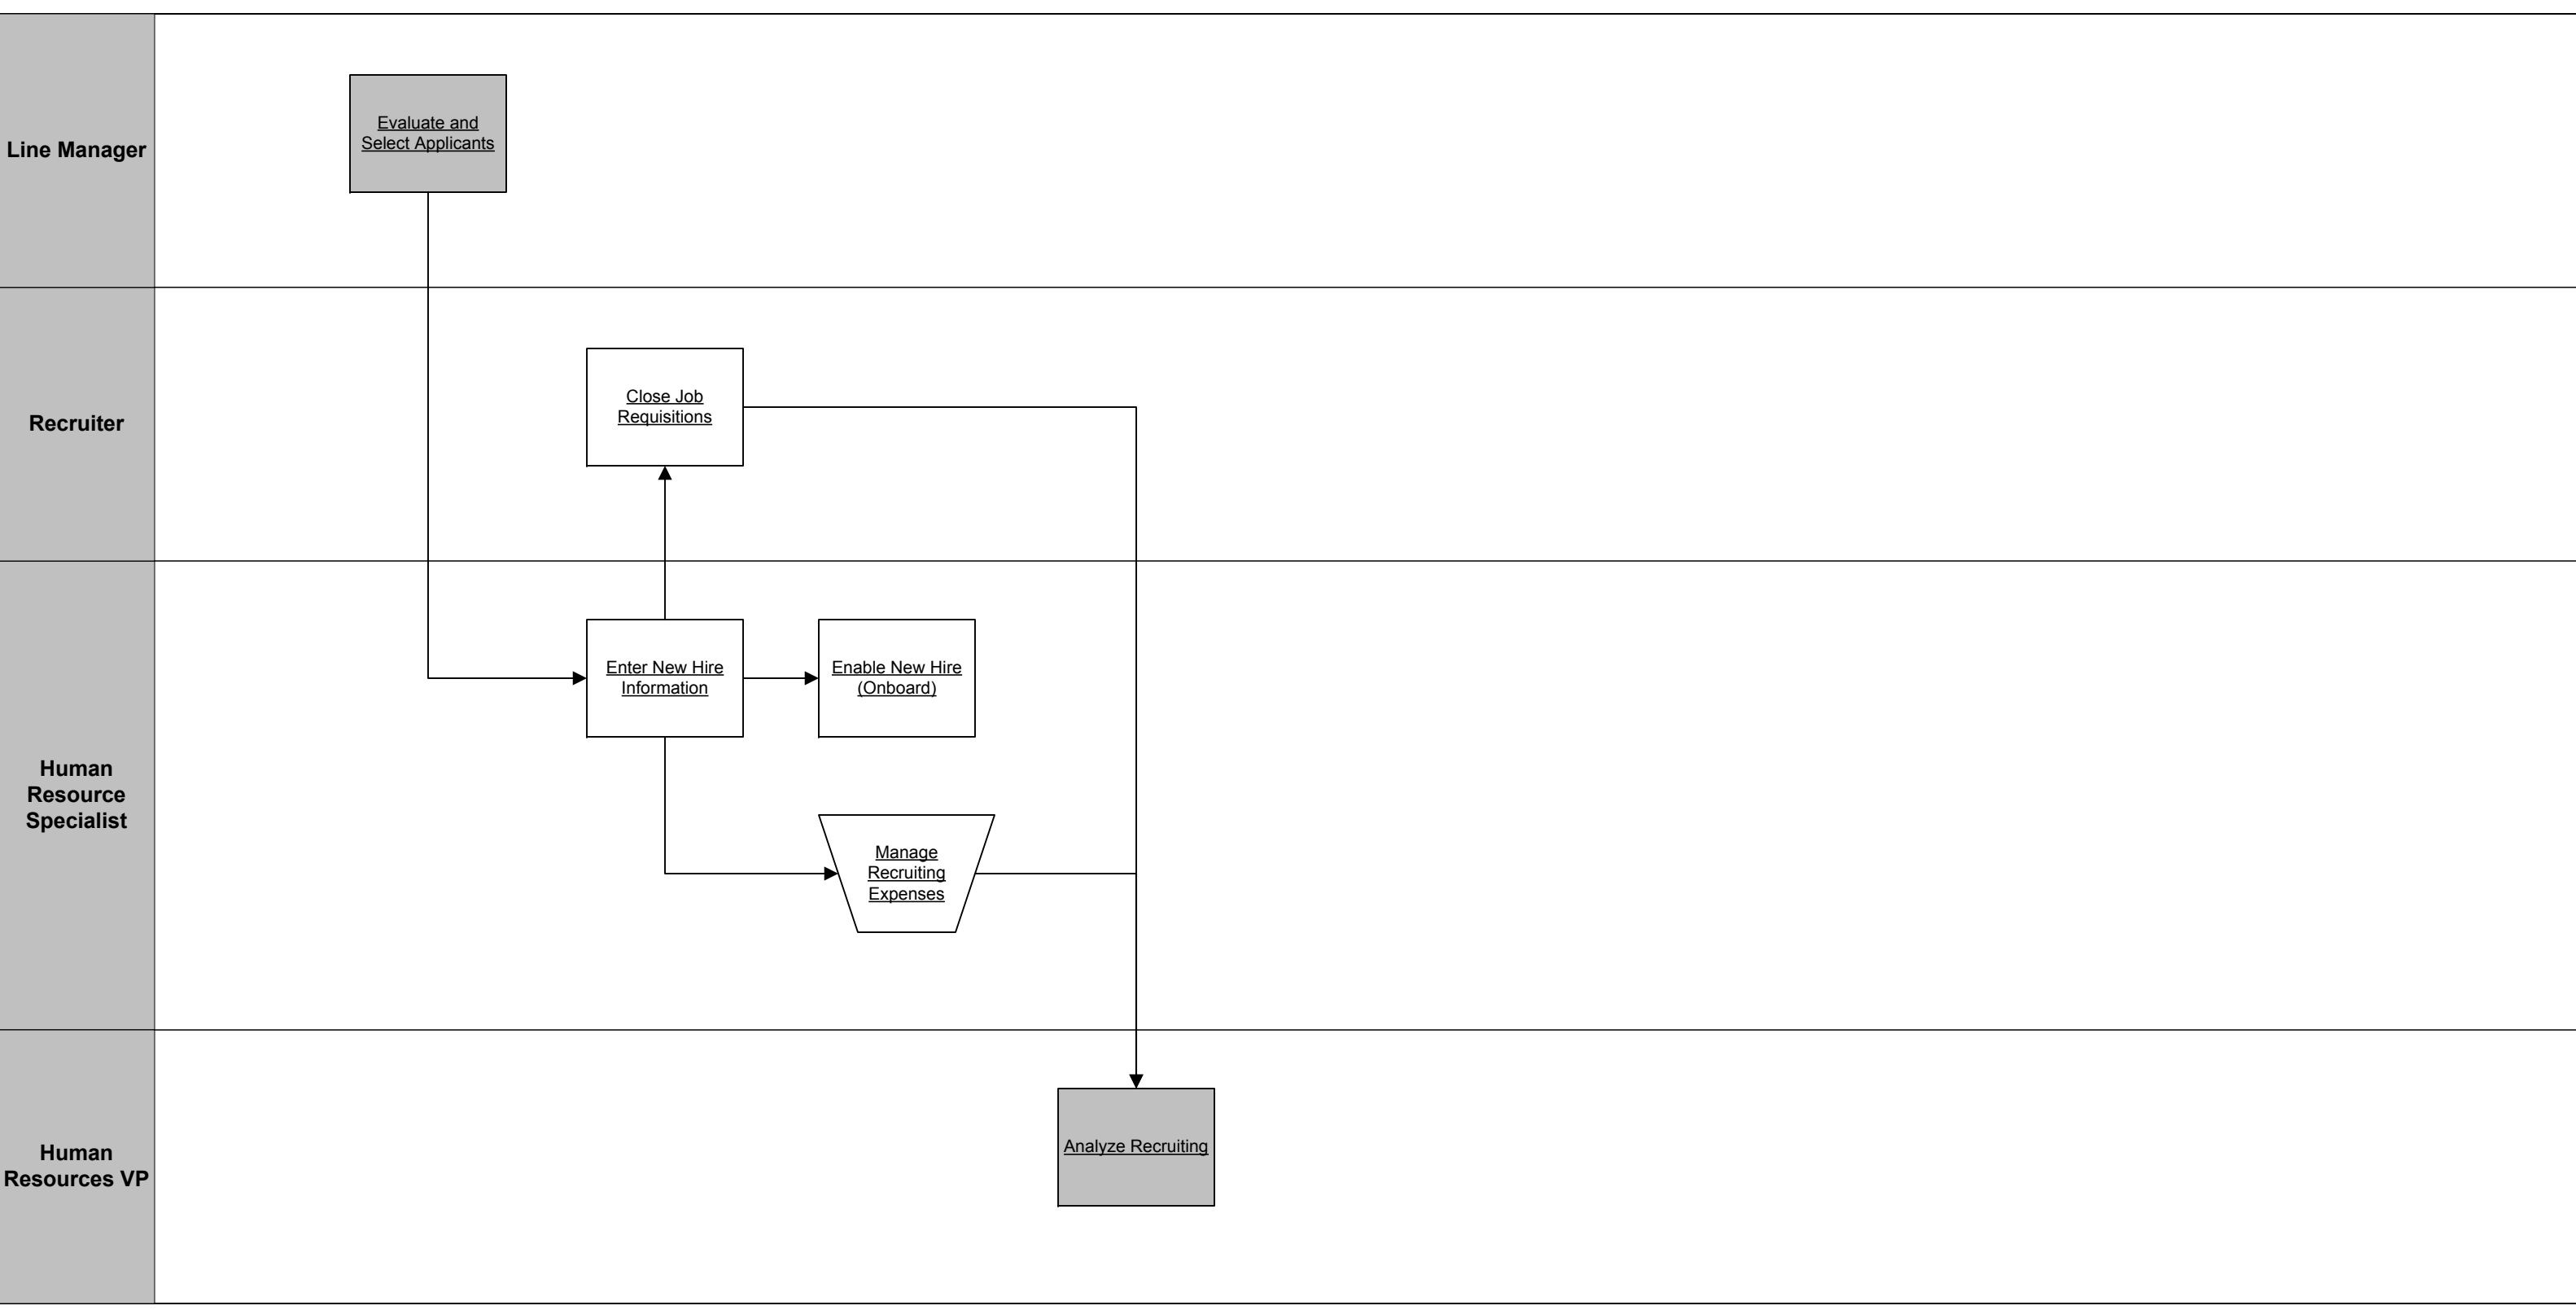 Line Manager
Evaluate and
Select Applicants
Recruiter
Close Job
Requisitions
Human
Resource
Specialist
Enter New Hire
Information
Enable New Hire
(Onboard)
Manage
Recruiting
Expenses
Human
Resources VP
Analyze Recruiting